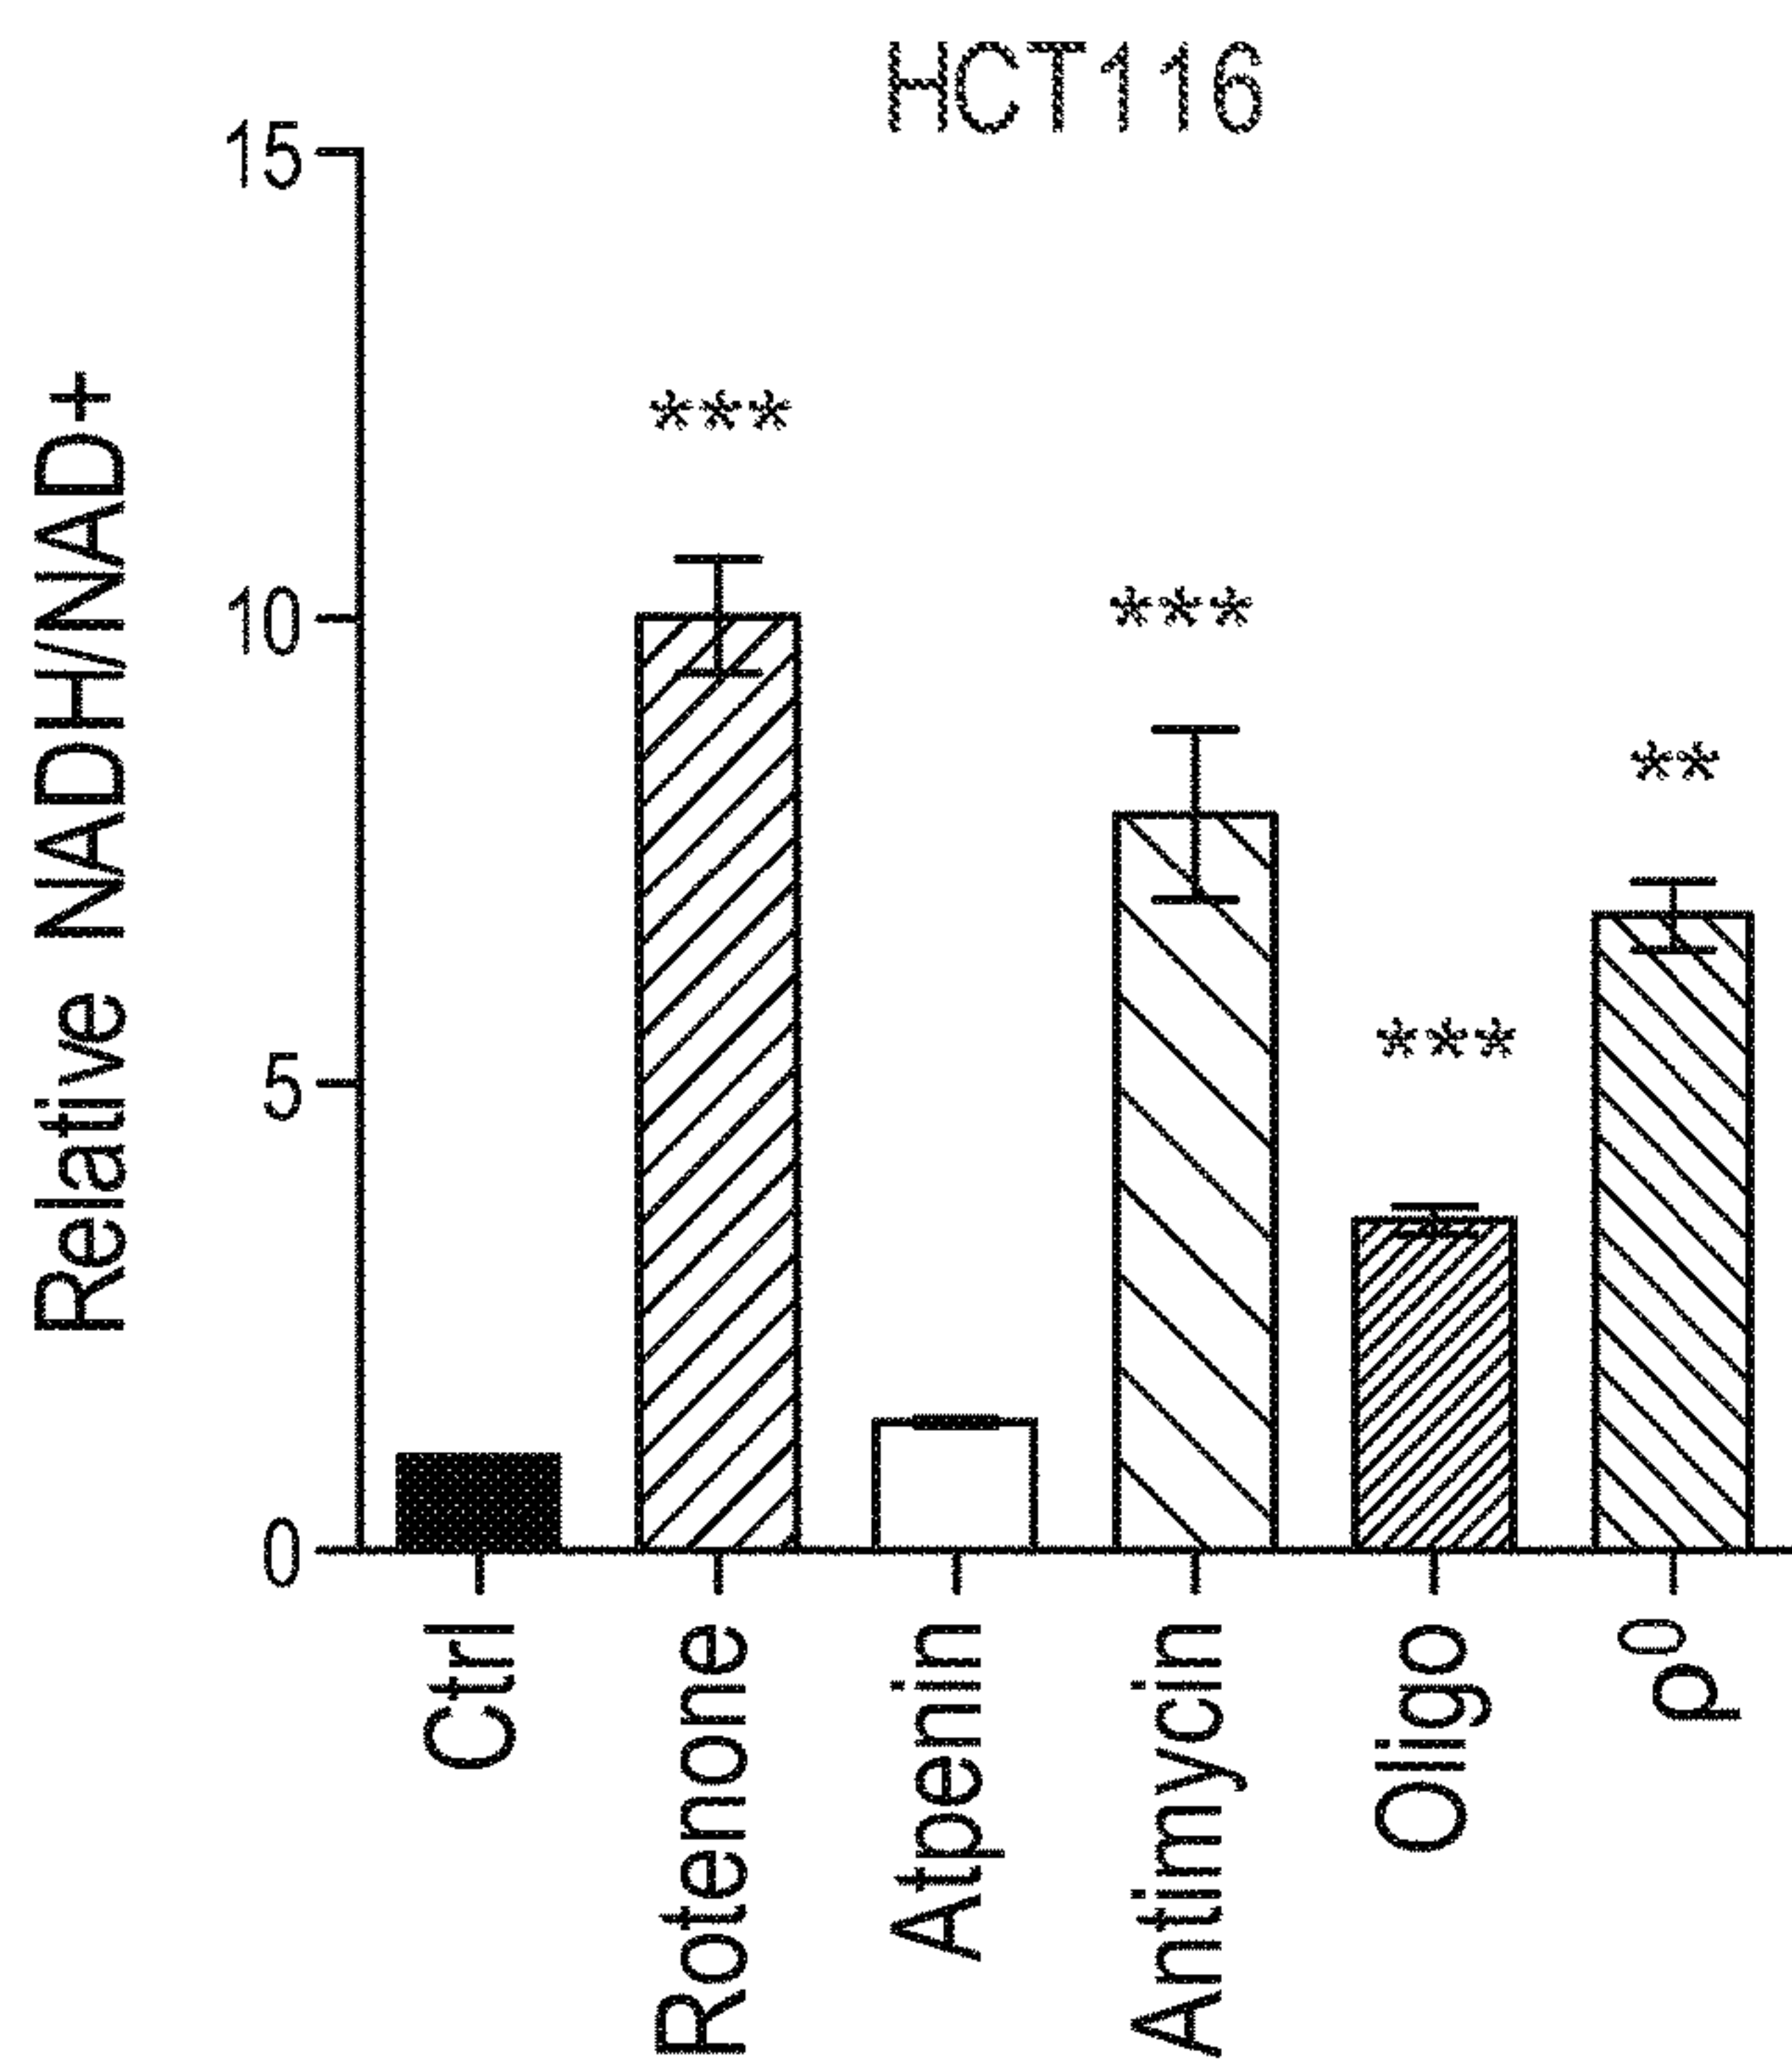 HCT116
Relative NADH/NAD+
15
10
5
0
***
***
***
**
Ctrl
Rotenone
Atpenin
Antimycin
Oligo
ρ⁰